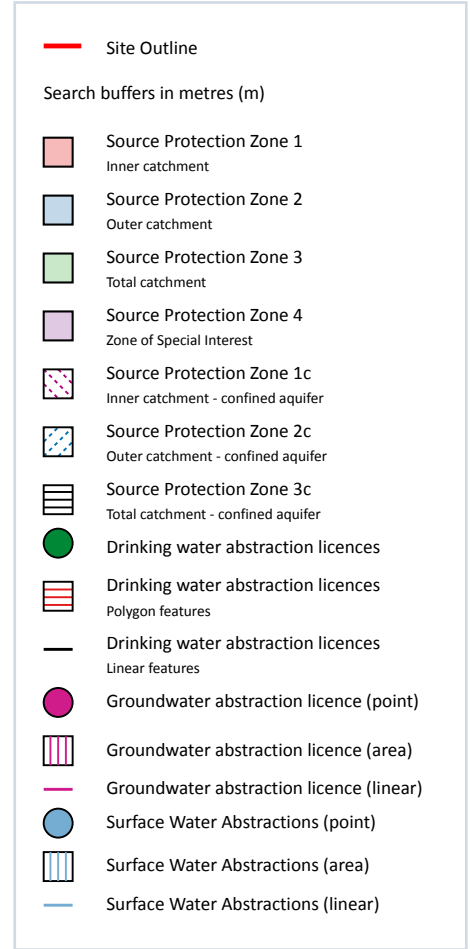 Site Outline
Search buffers in metres (m)
Source Protection Zone 1
Inner catchment
Source Protection Zone 2
Outer catchment
Source Protection Zone 3
Total catchment
Source Protection Zone 4
Zone of Special Interest
Source Protection Zone 1c
Inner catchment - confined aquifer
Source Protection Zone 2c
Outer catchment - confined aquifer
Source Protection Zone 3c
Total catchment - confined aquifer
Drinking water abstraction licences
Drinking water abstraction licences
Polygon features
Drinking water abstraction licences
Linear features
Groundwater abstraction licence (point)
Groundwater abstraction licence (area)
Groundwater abstraction licence (linear)
Surface Water Abstractions (point)
Surface Water Abstractions (area)
Surface Water Abstractions (linear)